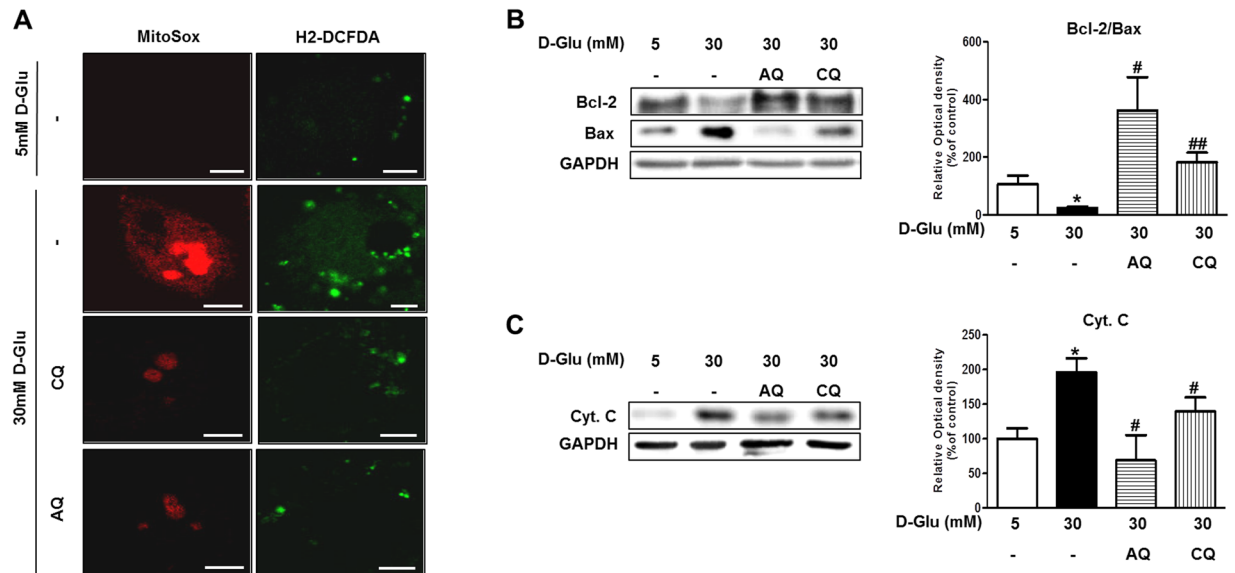 A
MitoSox
H2-DCFDA
5mM D-Glu
-
30mM D-Glu
-
CQ
AQ
B
D-Glu (mM) 5 30 30 30
- - AQ CQ
Bcl-2
Bax
GAPDH
Bcl-2/Bax
Relative Optical density
(%of control)
600
400
200
0
*
#
##
D-Glu (mM) 5 30 30 30
- - AQ CQ
C
D-Glu (mM) 5 30 30 30
- - AQ CQ
Cyt. C
GAPDH
Cyt. C
Relative Optical density
(%of control)
250
200
150
100
50
0
*
#
#
D-Glu (mM) 5 30 30 30
- - AQ CQ